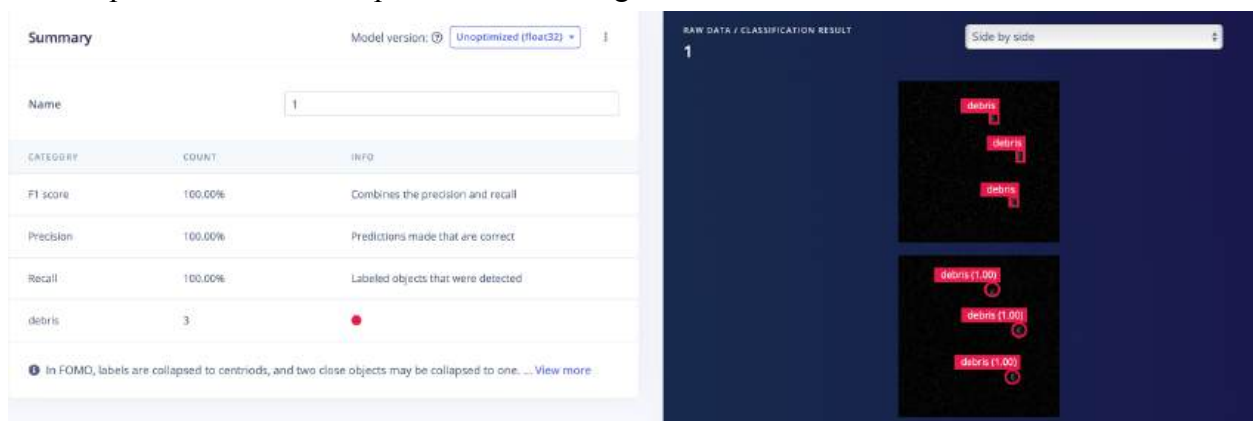 Summary
Model version: Unoptimized (float32)
Name
1
CATEGORY COUNT INFO
F1 score 100.00% Combines the precision and recall
Precision 100.00% Predictions made that are correct
Recall 100.00% Labeled objects that were detected
debris 3
In FOMO, labels are collapsed to centriods, and two close objects may be collapsed to one. ... View more
RAW DATA / CLASSIFICATION RESULT
1
Side by side
debris
debris
debris
debris (1.00)
debris (1.00)
debris (1.00)